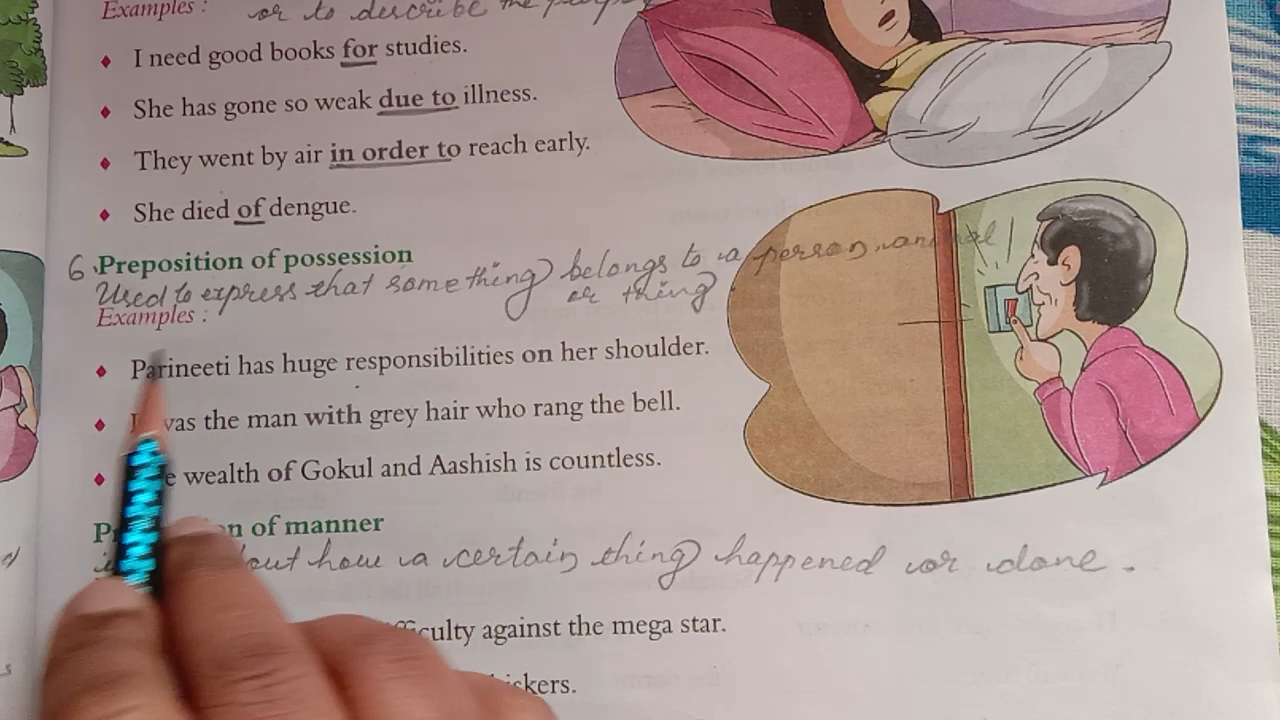 Examples :
or to describe the
♦ I need good books for studies.
♦ She has gone so weak due to illness.
♦ They went by air in order to reach early.
♦ She died of dengue.
6. Preposition of possession
Used to express that something belongs to a person, animal
or thing
Examples :
♦ Parineeti has huge responsibilities on her shoulder.
♦ was the man with grey hair who rang the bell.
♦ wealth of Gokul and Aashish is countless.
of manner
how a certain thing happened or done.
against the mega star.